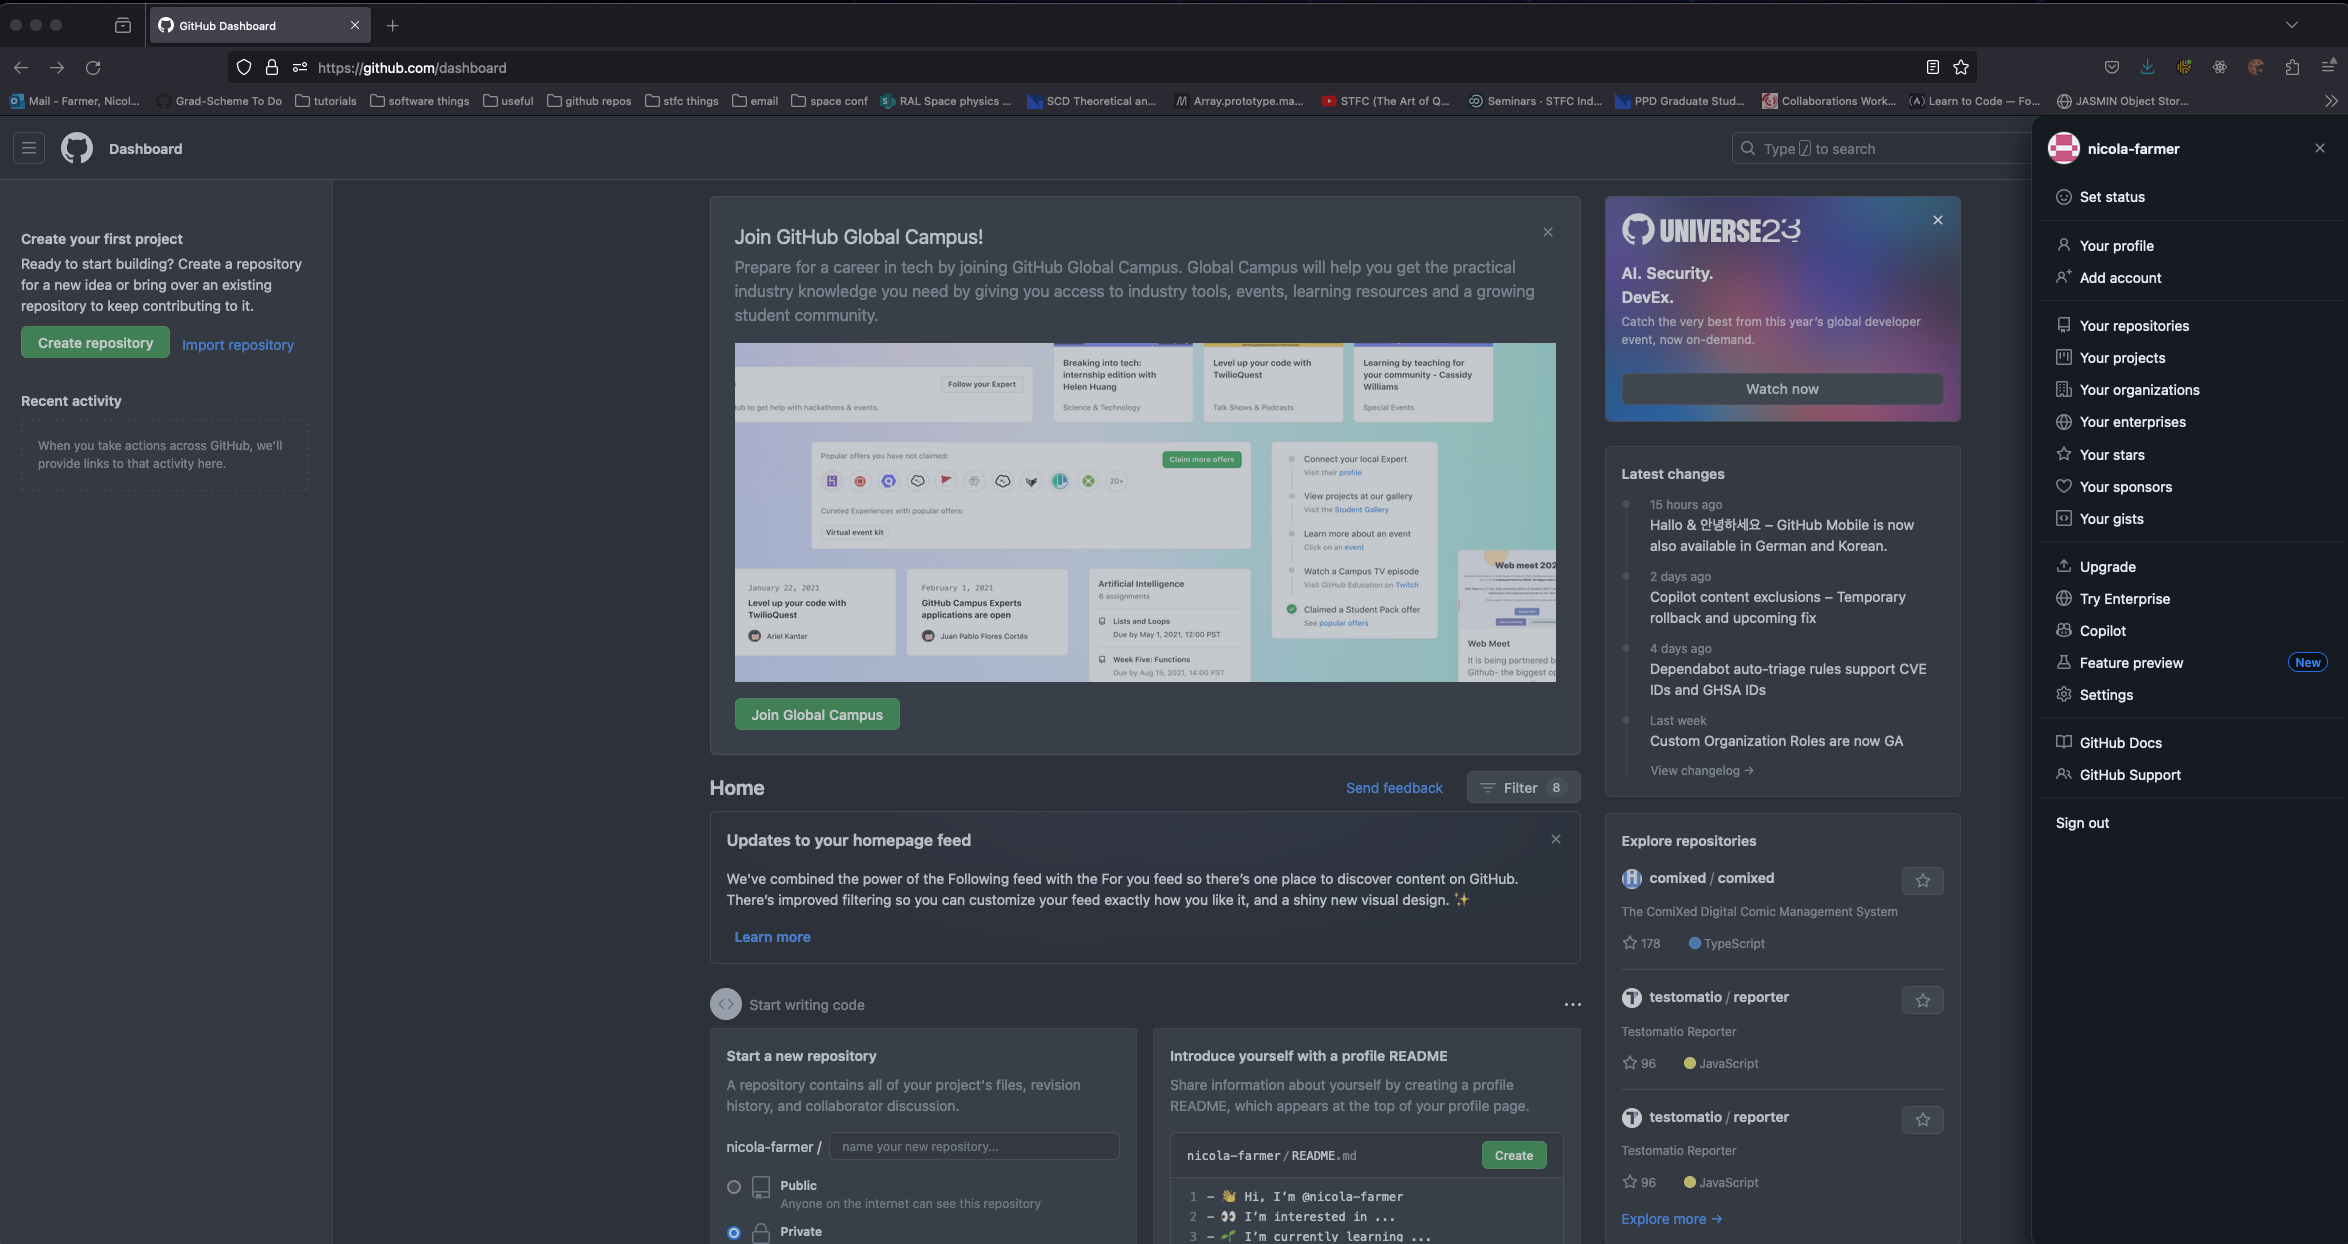 GitHub Dashboard
https://github.com/dashboard
Mail - Farmer, Nicol...
Grad-Scheme To Do
tutorials
software things
useful
github repos
stfc things
email
space conf
RAL Space physics ...
SCD Theoretical an...
Array.prototype.ma...
STFC (The Art of Q...
Seminars · STFC Ind...
PPD Graduate Stud...
Collaborations Work...
Learn to Code — Fo...
JASMIN Object Stor...
Dashboard
Type / to search
Create your first project
Ready to start building? Create a repository
for a new idea or bring over an existing
repository to keep contributing to it.
Create repository
Import repository
Recent activity
When you take actions across GitHub, we'll
provide links to that activity here.
Join GitHub Global Campus!
Prepare for a career in tech by joining GitHub Global Campus. Global Campus will help you get the practical
industry knowledge you need by giving you access to industry tools, events, learning resources and a growing
student community.
Follow your Expert
ub to get help with hackathons & events.
Breaking into tech:
internship edition with
Helen Huang
Science & Technology
Level up your code with
TwilioQuest
Talk Shows & Podcasts
Learning by teaching for
your community - Cassidy
Williams
Special Events
Popular offers you have not claimed:
Claim more offers
20+
Curated Experiences with popular offers:
Virtual event kit
Connect your local Expert
Visit their profile
View projects at our gallery
Visit the Student Gallery
Learn more about an event
Click on an event
Watch a Campus TV episode
Visit GitHub Education on Twitch
Claimed a Student Pack offer
See popular offers
January 22, 2021
Level up your code with
TwilioQuest
Ariel Kanter
February 1, 2021
GitHub Campus Experts
applications are open
Juan Pablo Flores Cortés
Artificial Intelligence
6 assignments
Lists and Loops
Due by May 1, 2021, 12:00 PST
Week Five: Functions
Due by Aug 15, 2021, 14:00 PST
Web meet 202
Web Meet
It is being partnered b
Github- the biggest op
Join Global Campus
Home
Send feedback
Filter 8
Updates to your homepage feed
We've combined the power of the Following feed with the For you feed so there's one place to discover content on GitHub.
There's improved filtering so you can customize your feed exactly how you like it, and a shiny new visual design. ✨
Learn more
Start writing code
Start a new repository
A repository contains all of your project's files, revision
history, and collaborator discussion.
nicola-farmer /
name your new repository...
Public
Anyone on the internet can see this repository
Private
Introduce yourself with a profile README
Share information about yourself by creating a profile
README, which appears at the top of your profile page.
nicola-farmer / README.md
Create
1 - 👋 Hi, I'm @nicola-farmer
2 - 👀 I'm interested in ...
3 - 🌱 I'm currently learning ...
UNIVERSE23
AI. Security.
DevEx.
Catch the very best from this year's global developer
event, now on-demand.
Watch now
Latest changes
15 hours ago
Hallo & 안녕하세요 – GitHub Mobile is now
also available in German and Korean.
2 days ago
Copilot content exclusions – Temporary
rollback and upcoming fix
4 days ago
Dependabot auto-triage rules support CVE
IDs and GHSA IDs
Last week
Custom Organization Roles are now GA
View changelog →
Explore repositories
comixed / comixed
The ComiXed Digital Comic Management System
178
TypeScript
testomatio / reporter
Testomatio Reporter
96
JavaScript
testomatio / reporter
Testomatio Reporter
96
JavaScript
Explore more →
nicola-farmer
Set status
Your profile
Add account
Your repositories
Your projects
Your organizations
Your enterprises
Your stars
Your sponsors
Your gists
Upgrade
Try Enterprise
Copilot
Feature preview
New
Settings
GitHub Docs
GitHub Support
Sign out